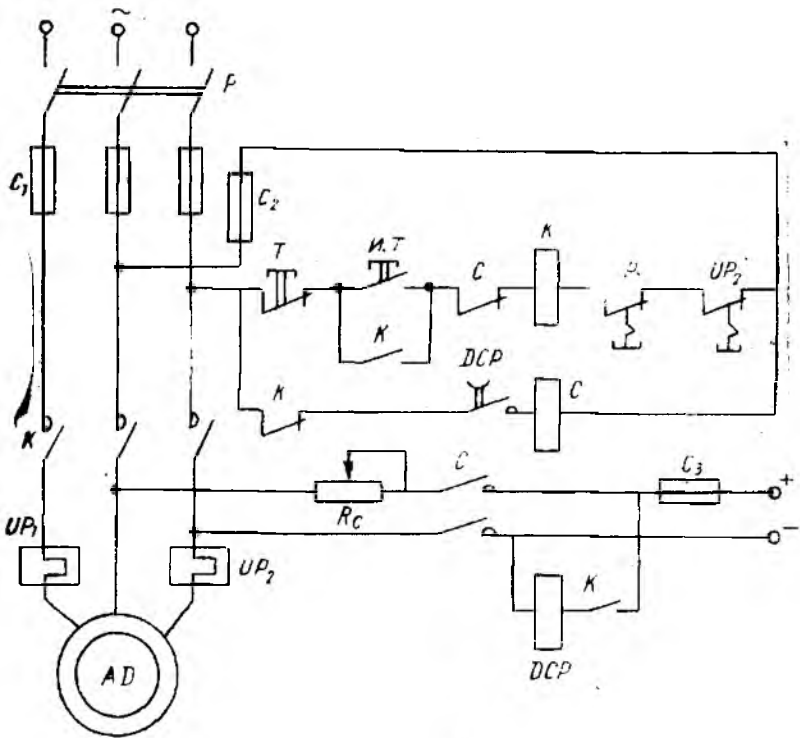 ~
P
C₁
C₂
T
И.Т
C
K
P.
UP₂
K
DCP
K
C
K
C
C₃
+
Rc
−
UP₁
UP₂
K
DCP
AD